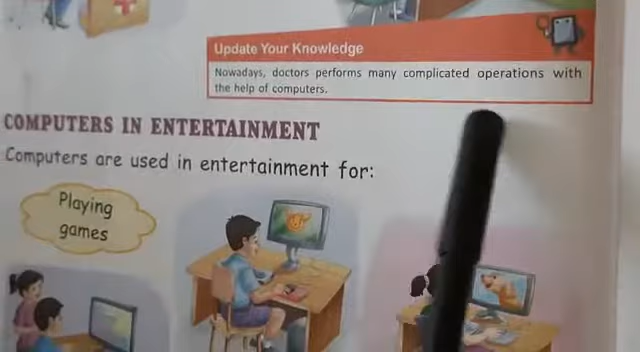 Update Your Knowledge
Nowadays, doctors performs many complicated operations with
the help of computers.
COMPUTERS IN ENTERTAINMENT
Computers are used in entertainment for:
Playing
games